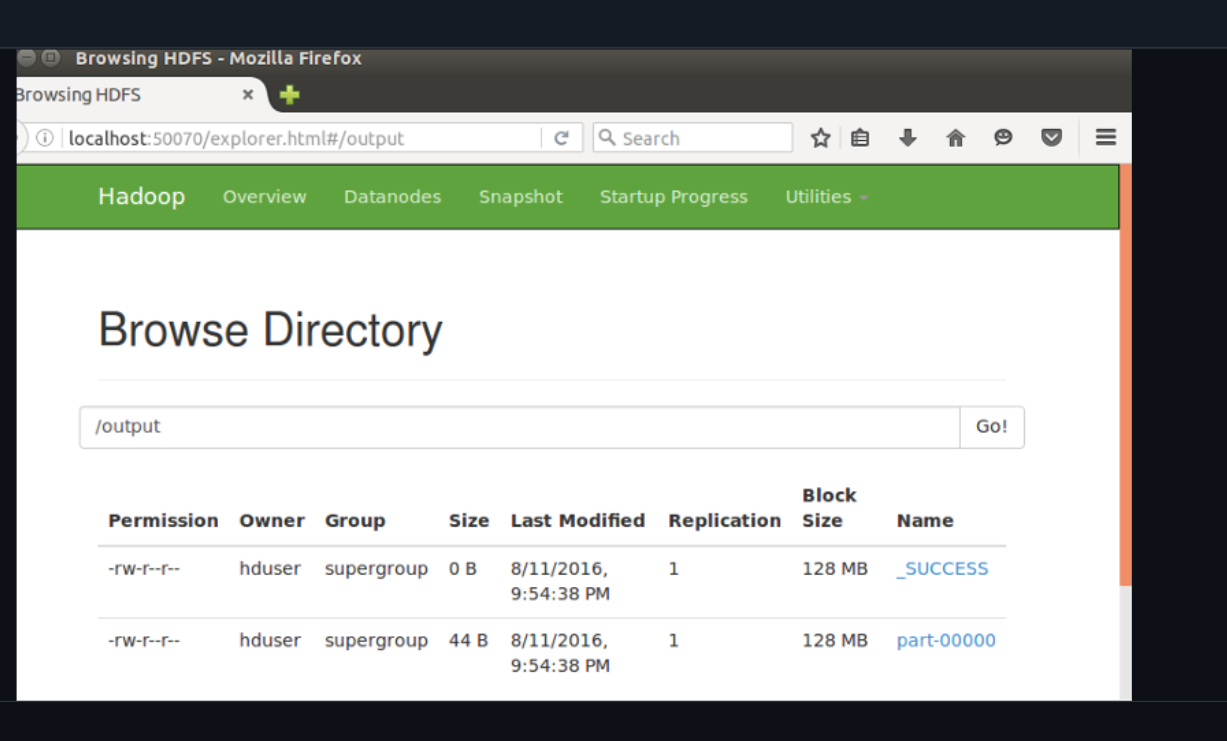 Browsing HDFS - Mozilla Firefox
Browsing HDFS
localhost:50070/explorer.html#/output
Search
Hadoop Overview Datanodes Snapshot Startup Progress Utilities
Browse Directory
/output Go!
Permission Owner Group Size Last Modified Replication Block Size Name
-rw-r--r-- hduser supergroup 0 B 8/11/2016, 9:54:38 PM 1 128 MB _SUCCESS
-rw-r--r-- hduser supergroup 44 B 8/11/2016, 9:54:38 PM 1 128 MB part-00000